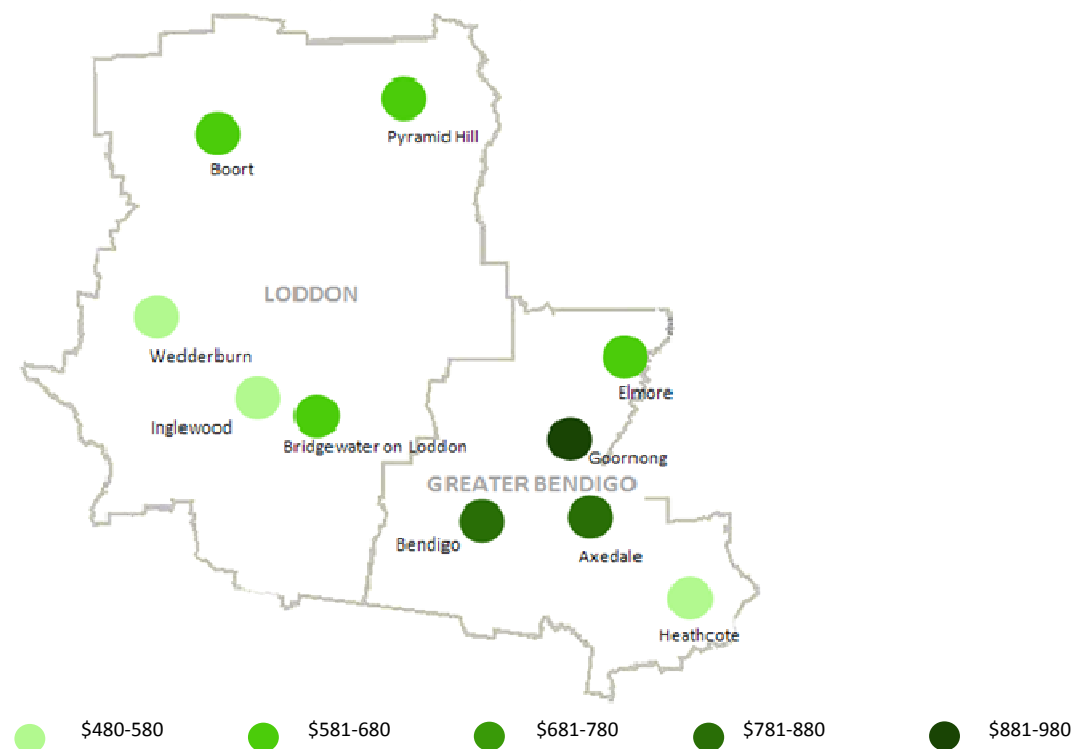 Pyramid Hill
Boort
LODDON
Wedderburn
Elmore
Inglewood
Bridgewater on Loddon
Goornong
GREATER BENDIGO
Bendigo
Axedale
Heathcote
$480-580 $581-680 $681-780 $781-880 $881-980